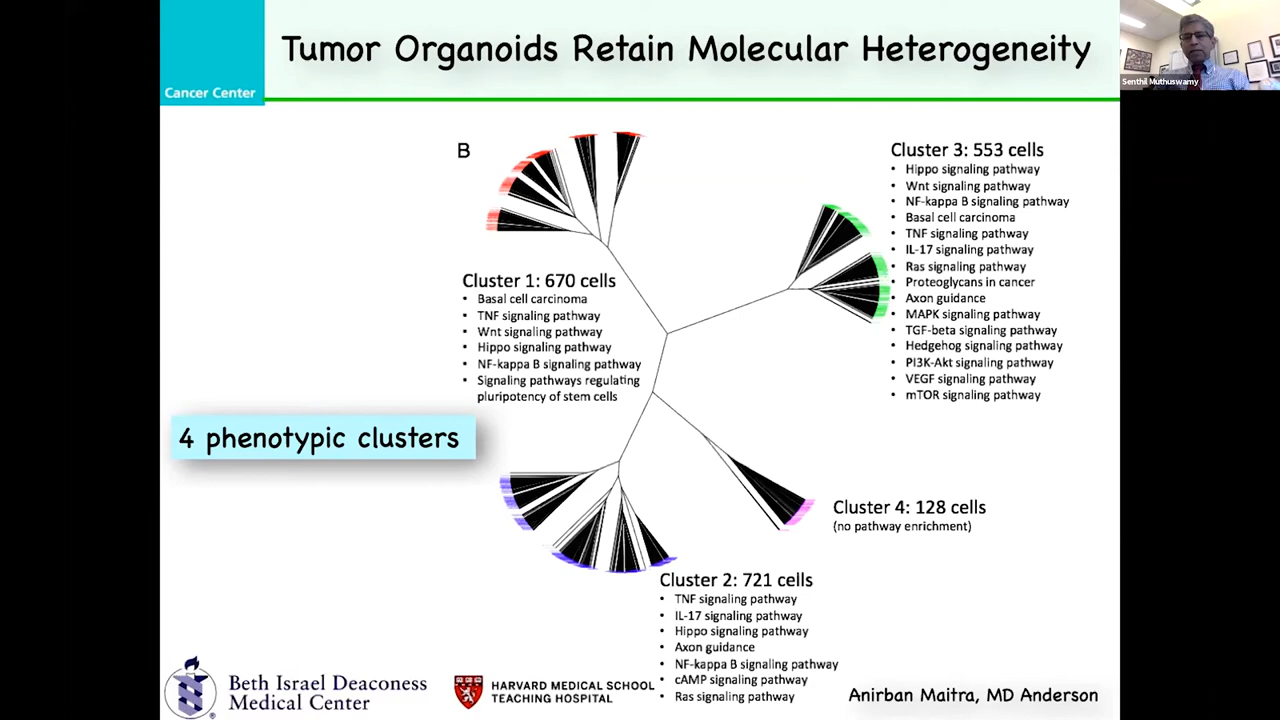 Tumor Organoids Retain Molecular Heterogeneity
Cancer Center
Senthil Muthuswamy
B
Cluster 3: 553 cells
• Hippo signaling pathway
• Wnt signaling pathway
• NF-kappa B signaling pathway
• Basal cell carcinoma
• TNF signaling pathway
• IL-17 signaling pathway
• Ras signaling pathway
• Proteoglycans in cancer
• Axon guidance
• MAPK signaling pathway
• TGF-beta signaling pathway
• Hedgehog signaling pathway
• PI3K-Akt signaling pathway
• VEGF signaling pathway
• mTOR signaling pathway
Cluster 1: 670 cells
• Basal cell carcinoma
• TNF signaling pathway
• Wnt signaling pathway
• Hippo signaling pathway
• NF-kappa B signaling pathway
• Signaling pathways regulating
pluripotency of stem cells
4 phenotypic clusters
Cluster 4: 128 cells
(no pathway enrichment)
Cluster 2: 721 cells
• TNF signaling pathway
• IL-17 signaling pathway
• Hippo signaling pathway
• Axon guidance
• NF-kappa B signaling pathway
• cAMP signaling pathway
• Ras signaling pathway
Beth Israel Deaconess
Medical Center
HARVARD MEDICAL SCHOOL
TEACHING HOSPITAL
Anirban Maitra, MD Anderson